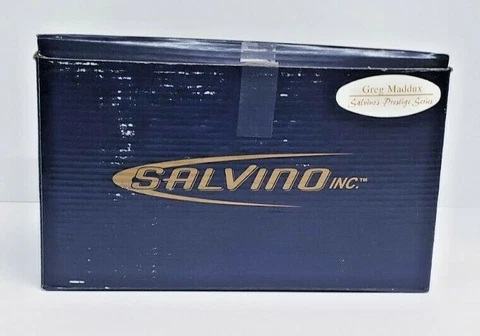 Greg Maddux
Salvino's Prestige Series
SALVINO INC.™